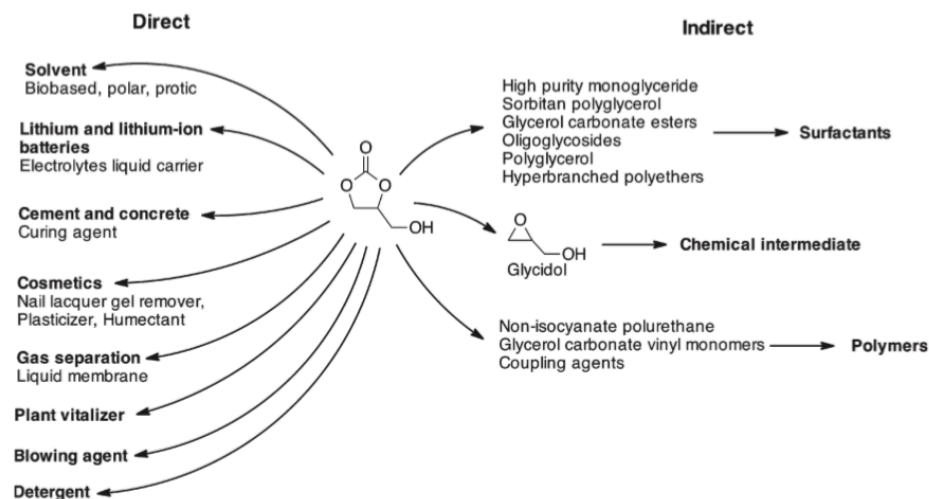 Direct
Solvent
Biobased, polar, protic
Lithium and lithium-ion
batteries
Electrolytes liquid carrier
Cement and concrete
Curing agent
Cosmetics
Nail lacquer gel remover,
Plasticizer, Humectant
Gas separation
Liquid membrane
Plant vitalizer
Blowing agent
Detergent
O
O
O
OH
Indirect
High purity monoglyceride
Sorbitan polyglycerol
Glycerol carbonate esters
Oligoglycosides
Polyglycerol
Hyperbranched polyethers
Surfactants
O
OH
Glycidol
Chemical intermediate
Non-isocyanate polurethane
Glycerol carbonate vinyl monomers
Coupling agents
Polymers